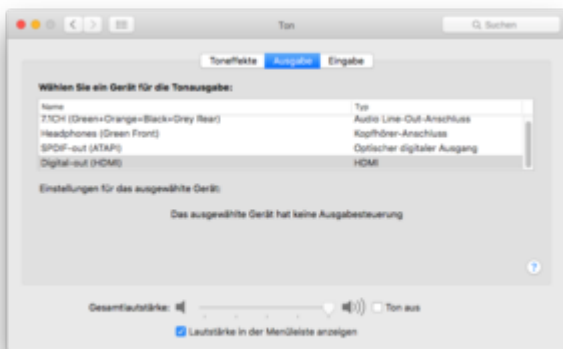 Ton
Suchen
Toneffekte Ausgabe Eingabe
Wählen Sie ein Gerät für die Tonausgabe:
Name Typ
7.1CH (Green+Orange+Black+Grey Rear) Audio Line-Out-Anschluss
Headphones (Green Front) Kopfhörer-Anschluss
SPDIF-out (ATAPI) Optischer digitaler Ausgang
Digital-out (HDMI) HDMI
Einstellungen für das ausgewählte Gerät:
Das ausgewählte Gerät hat keine Ausgabesteuerung
?
Gesamtlautstärke: Ton aus
Lautstärke in der Menüleiste anzeigen